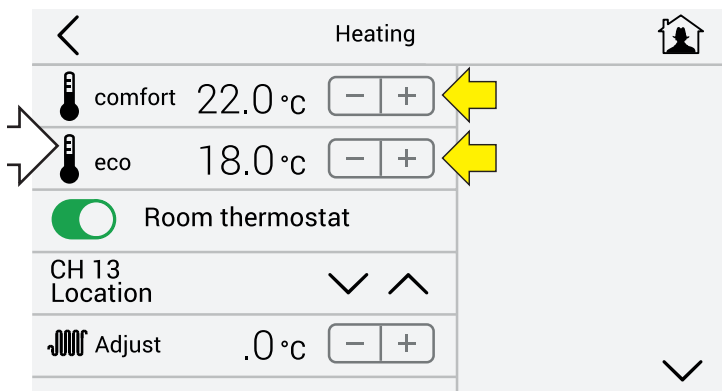 Heating
comfort 22.0 °C − +
eco 18.0 °C − +
Room thermostat
CH 13
Location
Adjust .0 °C − +